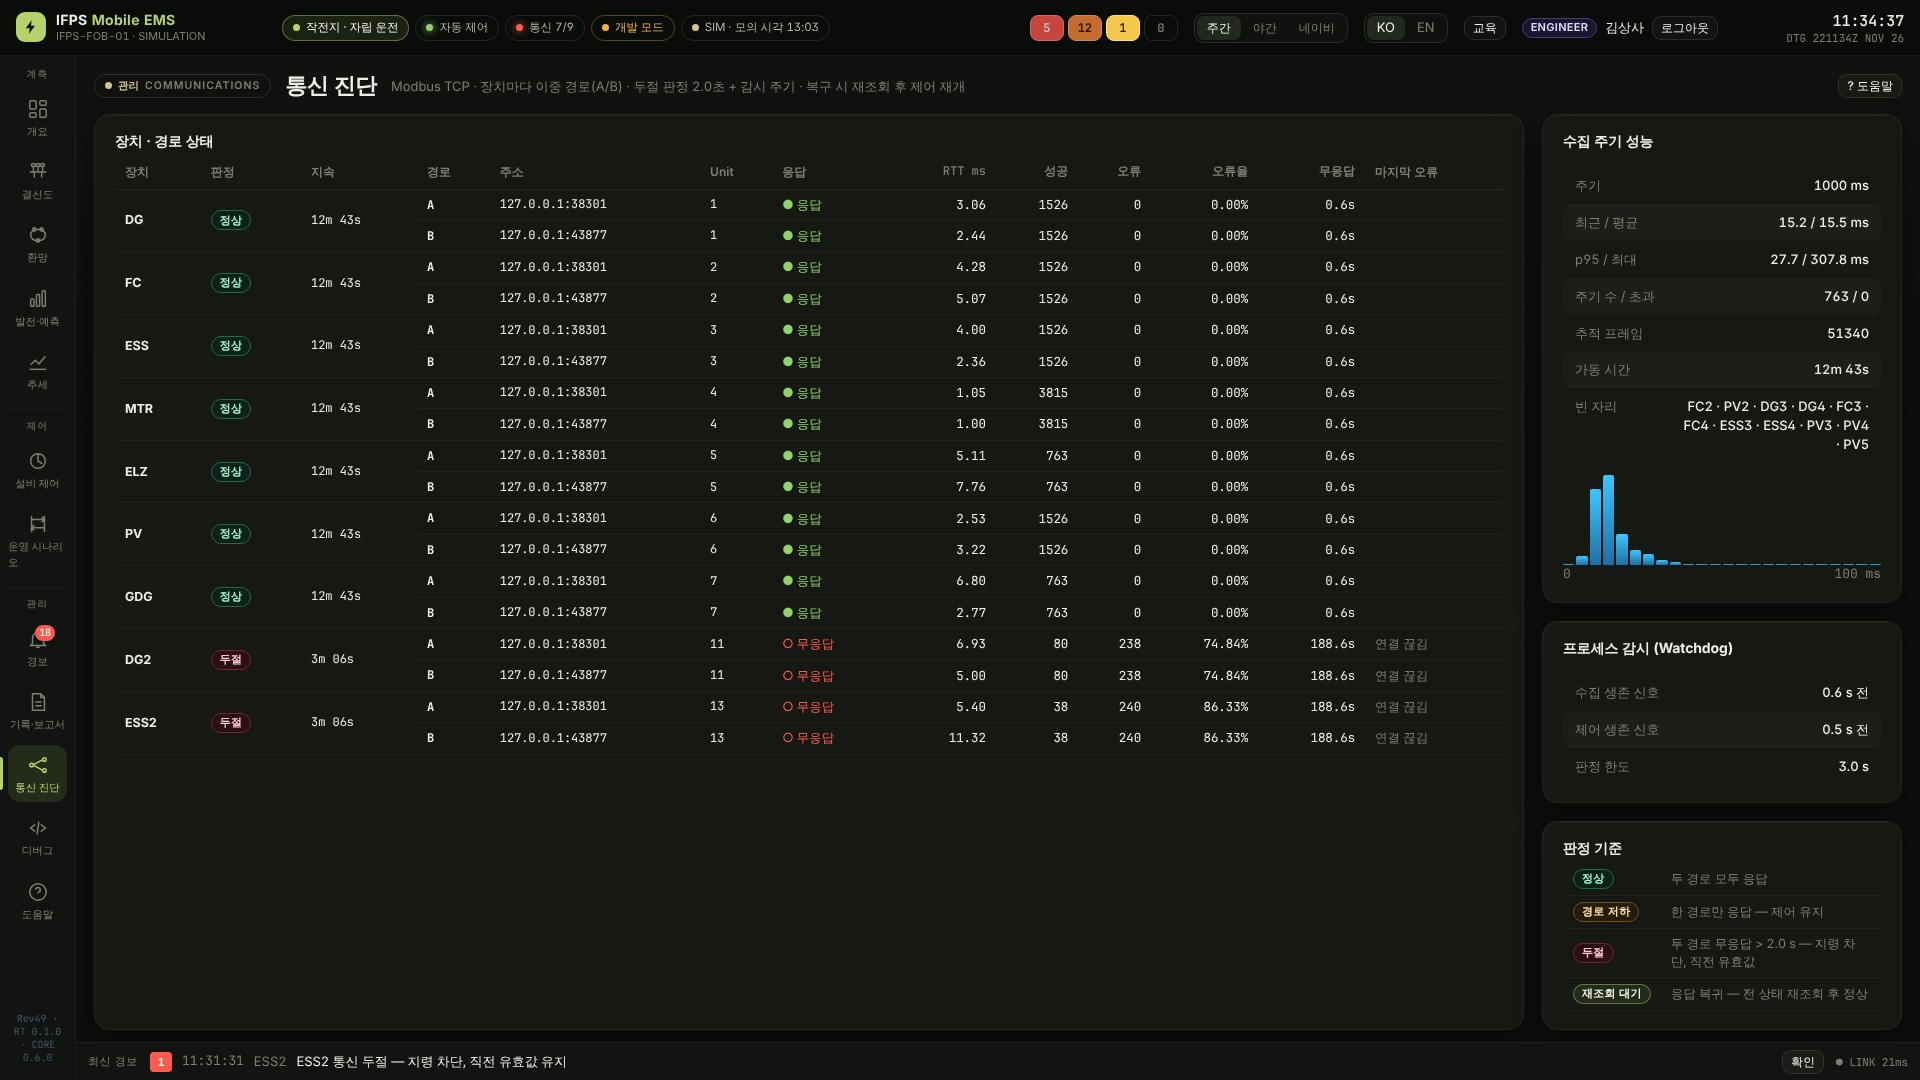 IFPS Mobile EMS
IFPS-FOB-01 · SIMULATION
작전지 · 자립 운전
자동 제어
통신 7/9
개발 모드
SIM · 모의 시각 13:03
5 12 1 0
주간 야간 네이비
KO EN
교육
ENGINEER 김상사 로그아웃
11:34:37
DTG 221134Z NOV 26
계측
개요
결선도
환망
발전·예측
추세
제어
설비 제어
운영 시나리
오
관리
18
경보
기록·보고서
통신 진단
디버그
도움말
Rev49 ·
RT 0.1.0
· CORE
0.6.0
관리 COMMUNICATIONS
통신 진단
Modbus TCP · 장치마다 이중 경로(A/B) · 두절 판정 2.0초 + 감시 주기 · 복구 시 재조회 후 제어 재개
? 도움말
장치 · 경로 상태
장치 판정 지속 경로 주소 Unit 응답 RTT ms 성공 오류 오류율 무응답 마지막 오류
DG 정상 12m 43s
A 127.0.0.1:38301 1 응답 3.06 1526 0 0.00% 0.6s
B 127.0.0.1:43877 1 응답 2.44 1526 0 0.00% 0.6s
FC 정상 12m 43s
A 127.0.0.1:38301 2 응답 4.28 1526 0 0.00% 0.6s
B 127.0.0.1:43877 2 응답 5.07 1526 0 0.00% 0.6s
ESS 정상 12m 43s
A 127.0.0.1:38301 3 응답 4.00 1526 0 0.00% 0.6s
B 127.0.0.1:43877 3 응답 2.36 1526 0 0.00% 0.6s
MTR 정상 12m 43s
A 127.0.0.1:38301 4 응답 1.05 3815 0 0.00% 0.6s
B 127.0.0.1:43877 4 응답 1.00 3815 0 0.00% 0.6s
ELZ 정상 12m 43s
A 127.0.0.1:38301 5 응답 5.11 763 0 0.00% 0.6s
B 127.0.0.1:43877 5 응답 7.76 763 0 0.00% 0.6s
PV 정상 12m 43s
A 127.0.0.1:38301 6 응답 2.53 1526 0 0.00% 0.6s
B 127.0.0.1:43877 6 응답 3.22 1526 0 0.00% 0.6s
GDG 정상 12m 43s
A 127.0.0.1:38301 7 응답 6.80 763 0 0.00% 0.6s
B 127.0.0.1:43877 7 응답 2.77 763 0 0.00% 0.6s
DG2 두절 3m 06s
A 127.0.0.1:38301 11 무응답 6.93 80 238 74.84% 188.6s 연결 끊김
B 127.0.0.1:43877 11 무응답 5.00 80 238 74.84% 188.6s 연결 끊김
ESS2 두절 3m 06s
A 127.0.0.1:38301 13 무응답 5.40 38 240 86.33% 188.6s 연결 끊김
B 127.0.0.1:43877 13 무응답 11.32 38 240 86.33% 188.6s 연결 끊김
수집 주기 성능
주기 1000 ms
최근 / 평균 15.2 / 15.5 ms
p95 / 최대 27.7 / 307.8 ms
주기 수 / 초과 763 / 0
추적 프레임 51340
가동 시간 12m 43s
빈 자리 FC2 · PV2 · DG3 · DG4 · FC3 ·
FC4 · ESS3 · ESS4 · PV3 · PV4
· PV5
0 100 ms
프로세스 감시 (Watchdog)
수집 생존 신호 0.6 s 전
제어 생존 신호 0.5 s 전
판정 한도 3.0 s
판정 기준
정상 두 경로 모두 응답
경로 저하 한 경로만 응답 — 제어 유지
두절 두 경로 무응답 > 2.0 s — 지령 차
단, 직전 유효값
재조회 대기 응답 복귀 — 전 상태 재조회 후 정상
최신 경보 1 11:31:31 ESS2 ESS2 통신 두절 — 지령 차단, 직전 유효값 유지
확인 LINK 21ms